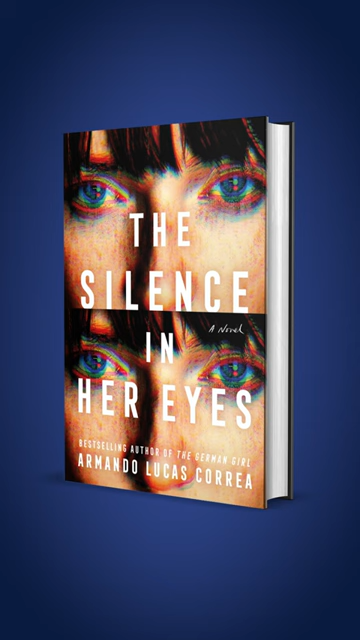 THE
SILENCE
A Novel
IN
HER EYES
BESTSELLING AUTHOR OF THE GERMAN GIRL
ARMANDO LUCAS CORREA